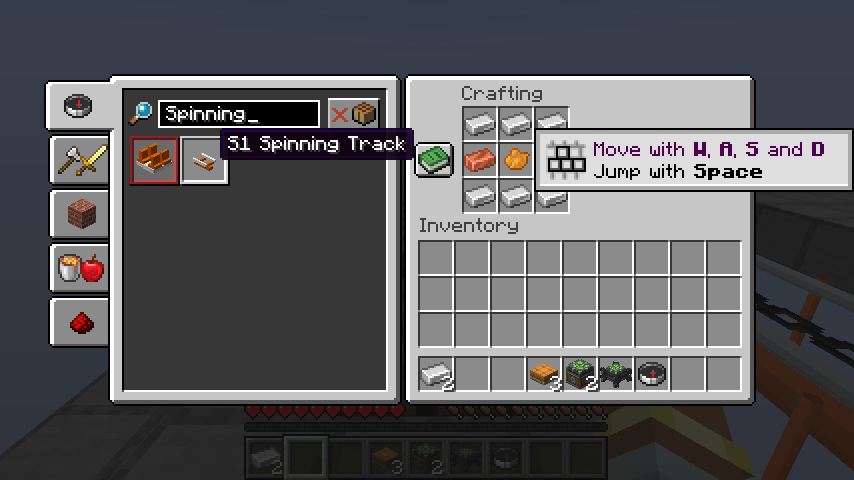 Spinning_
S1 Spinning Track
Crafting
Move with W, A, S and D
Jump with Space
Inventory
2
3
2
2
3
2